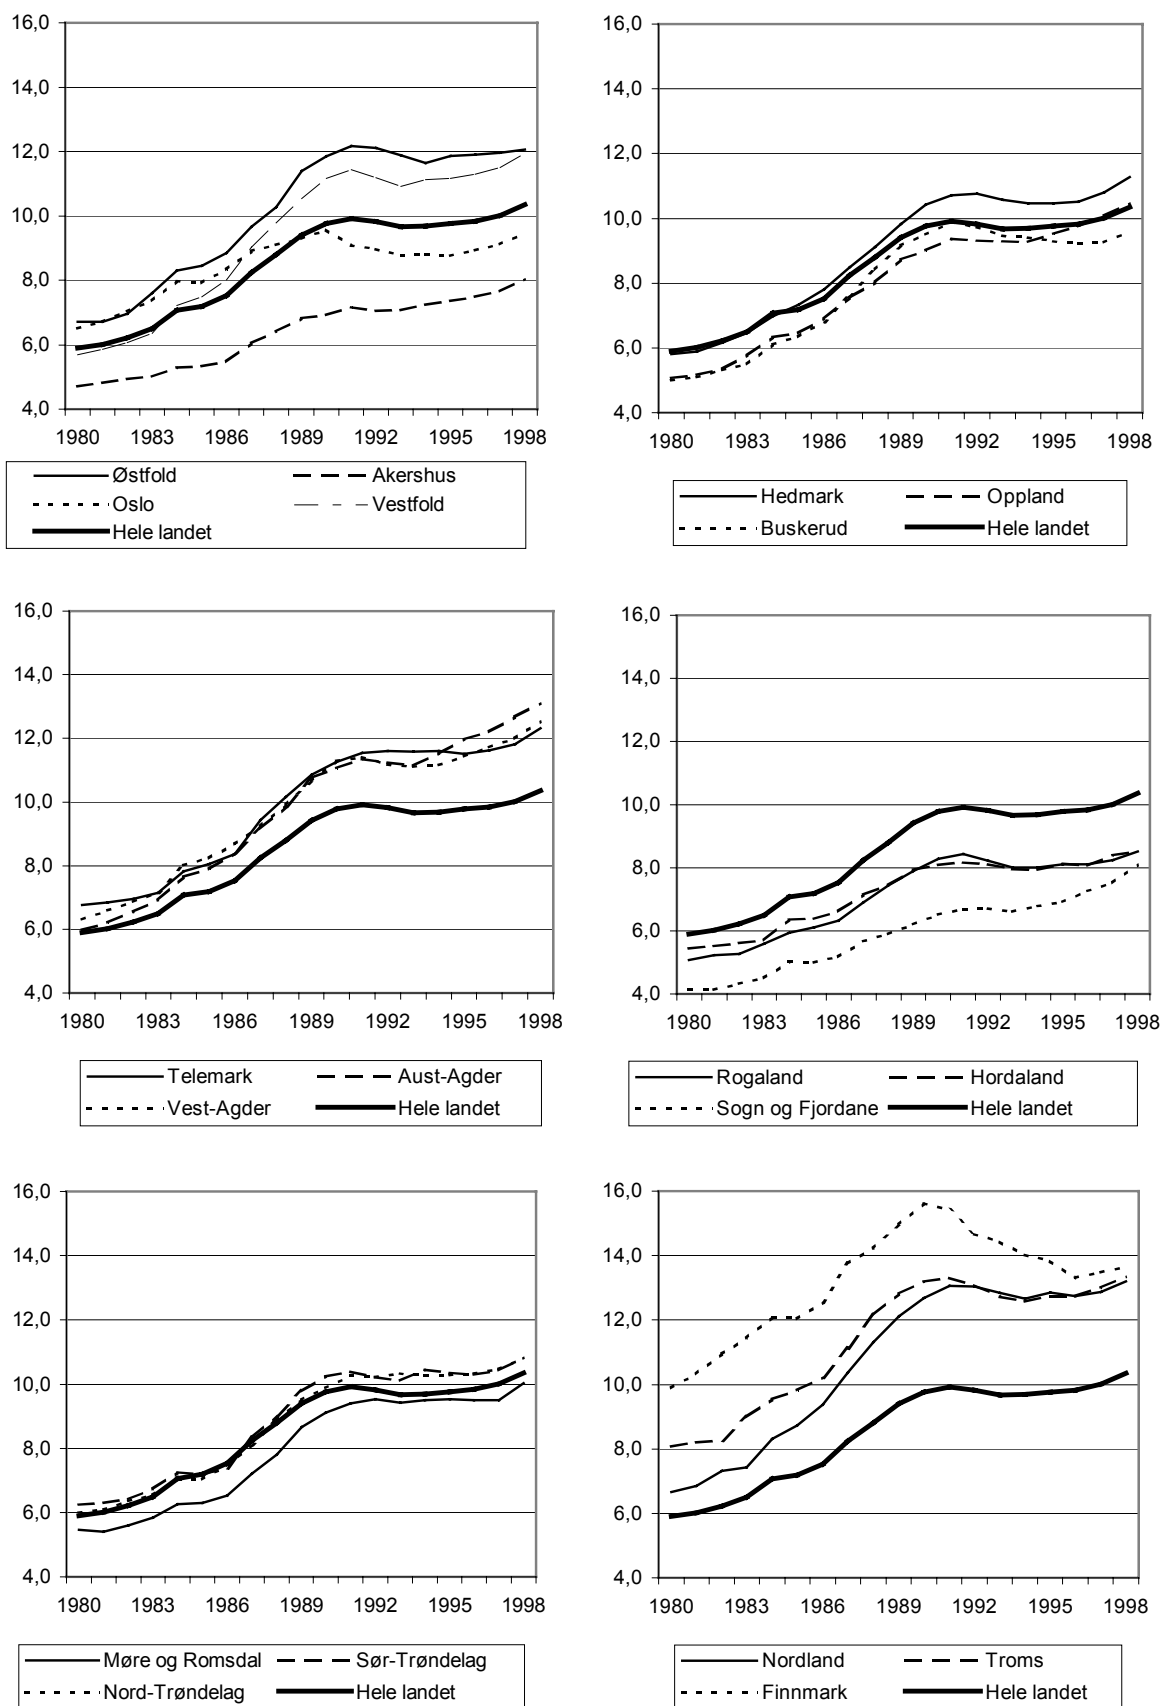 16,0
14,0
12,0
10,0
8,0
6,0
4,0
1980 1983 1986 1989 1992 1995 1998
Østfold Akershus
Oslo Vestfold
Hele landet
16,0
14,0
12,0
10,0
8,0
6,0
4,0
1980 1983 1986 1989 1992 1995 1998
Hedmark Oppland
Buskerud Hele landet
16,0
14,0
12,0
10,0
8,0
6,0
4,0
1980 1983 1986 1989 1992 1995 1998
Telemark Aust-Agder
Vest-Agder Hele landet
16,0
14,0
12,0
10,0
8,0
6,0
4,0
1980 1983 1986 1989 1992 1995 1998
Rogaland Hordaland
Sogn og Fjordane Hele landet
16,0
14,0
12,0
10,0
8,0
6,0
4,0
1980 1983 1986 1989 1992 1995 1998
Møre og Romsdal Sør-Trøndelag
Nord-Trøndelag Hele landet
16,0
14,0
12,0
10,0
8,0
6,0
4,0
1980 1983 1986 1989 1992 1995 1998
Nordland Troms
Finnmark Hele landet